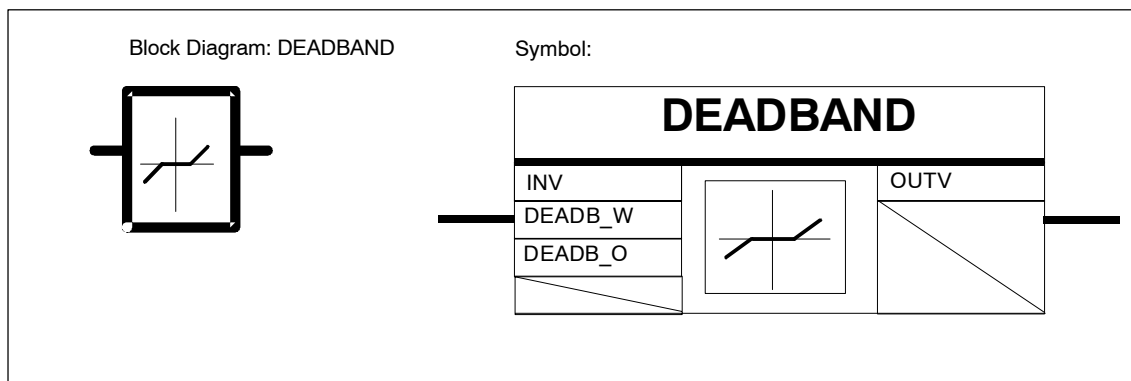 Block Diagram: DEADBAND
Symbol:
DEADBAND
INV
OUTV
DEADB_W
DEADB_O